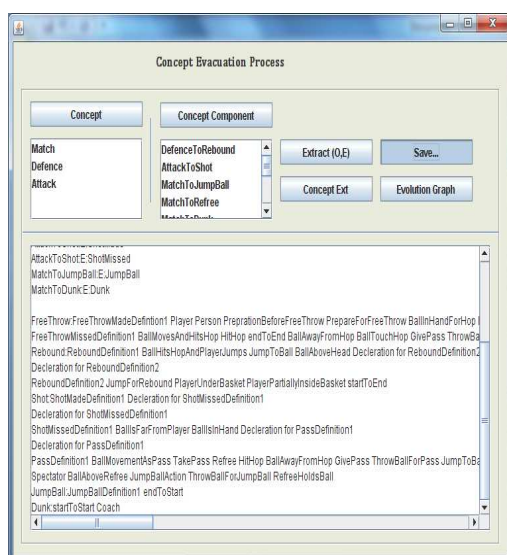 Concept Evacuation Process
Concept
Concept Component
Match
Defence
Attack
DefenceToRebound
AttackToShot
MatchToJumpBall
MatchToRefree
MatchToDunk
Extract (O,E)
Save...
Concept Ext
Evolution Graph
AttackToShot:E:ShotMissed
MatchToJumpBall:E:JumpBall
MatchToDunk:E:Dunk
FreeThrow:FreeThrowMadeDefintion1 Player Person PreprationBeforeFreeThrow PrepareForFreeThrow BallInHandForHop
FreeThrowMissedDefinition1 BallMovesAndHitsHop HitHop endToEnd BallAwayFromHop BallTouchHop GivePass ThrowBa
Rebound:ReboundDefinition1 BallHitsHopAndPlayerJumps JumpToBall BallAboveHead Decleration for ReboundDefinition2
Decleration for ReboundDefinition2
ReboundDefinition2 JumpForRebound PlayerUnderBasket PlayerPartiallyInsideBasket startToEnd
Shot:ShotMadeDefinition1 Decleration for ShotMissedDefinition1
Decleration for ShotMissedDefinition1
ShotMissedDefinition1 BallIsFarFromPlayer BallIsInHand Decleration for PassDefinition1
Decleration for PassDefinition1
PassDefinition1 BallMovementAsPass TakePass Refree HitHop BallAwayFromHop GivePass ThrowBallForPass JumpToBa
Spectator BallAboveRefree JumpBallAction ThrowBallForJumpBall RefreeHoldsBall
JumpBall:JumpBallDefinition1 endToStart
Dunk:startToStart Coach